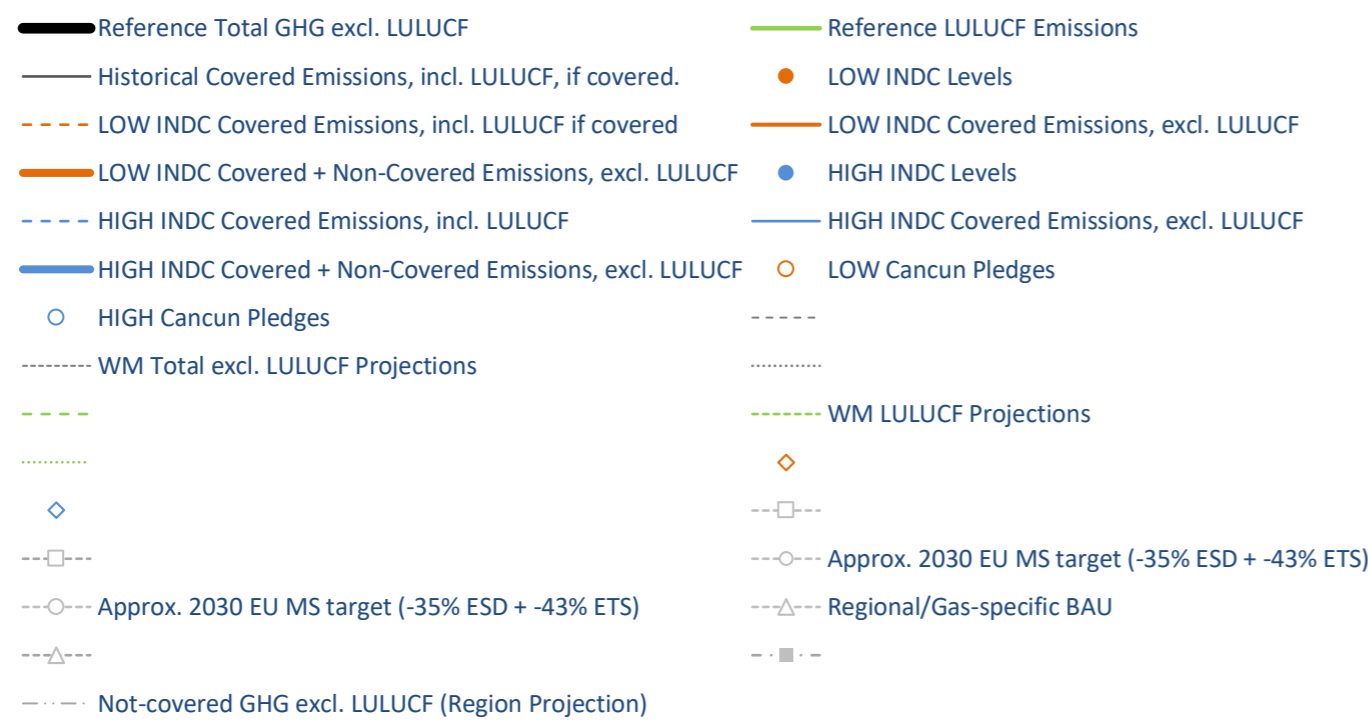 Reference Total GHG excl. LULUCF
Reference LULUCF Emissions
Historical Covered Emissions, incl. LULUCF, if covered.
LOW INDC Levels
LOW INDC Covered Emissions, incl. LULUCF if covered
LOW INDC Covered Emissions, excl. LULUCF
LOW INDC Covered + Non-Covered Emissions, excl. LULUCF
HIGH INDC Levels
HIGH INDC Covered Emissions, incl. LULUCF
HIGH INDC Covered Emissions, excl. LULUCF
HIGH INDC Covered + Non-Covered Emissions, excl. LULUCF
LOW Cancun Pledges
HIGH Cancun Pledges
WM Total excl. LULUCF Projections
WM LULUCF Projections
Approx. 2030 EU MS target (-35% ESD + -43% ETS)
Approx. 2030 EU MS target (-35% ESD + -43% ETS)
Regional/Gas-specific BAU
Not-covered GHG excl. LULUCF (Region Projection)